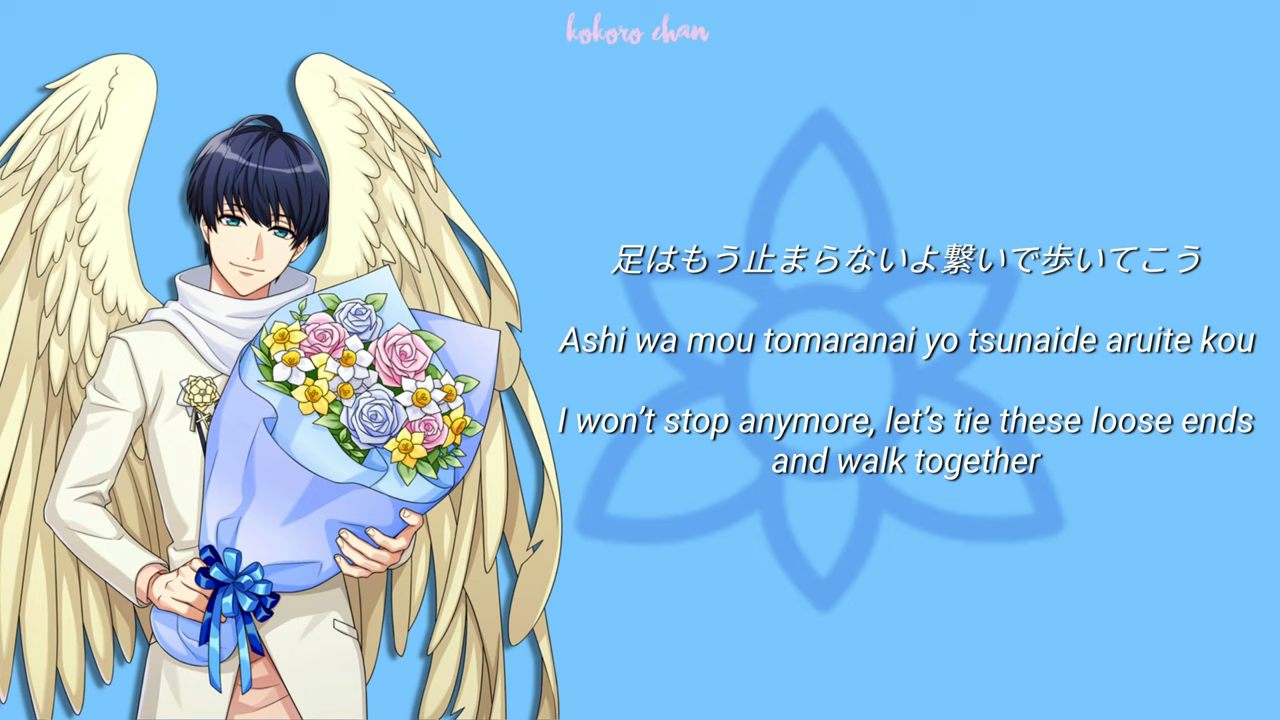 kokoro chan
足はもう止まらないよ繋いで歩いてこう
Ashi wa mou tomaranai yo tsunaide aruite kou
I won't stop anymore, let's tie these loose ends
and walk together